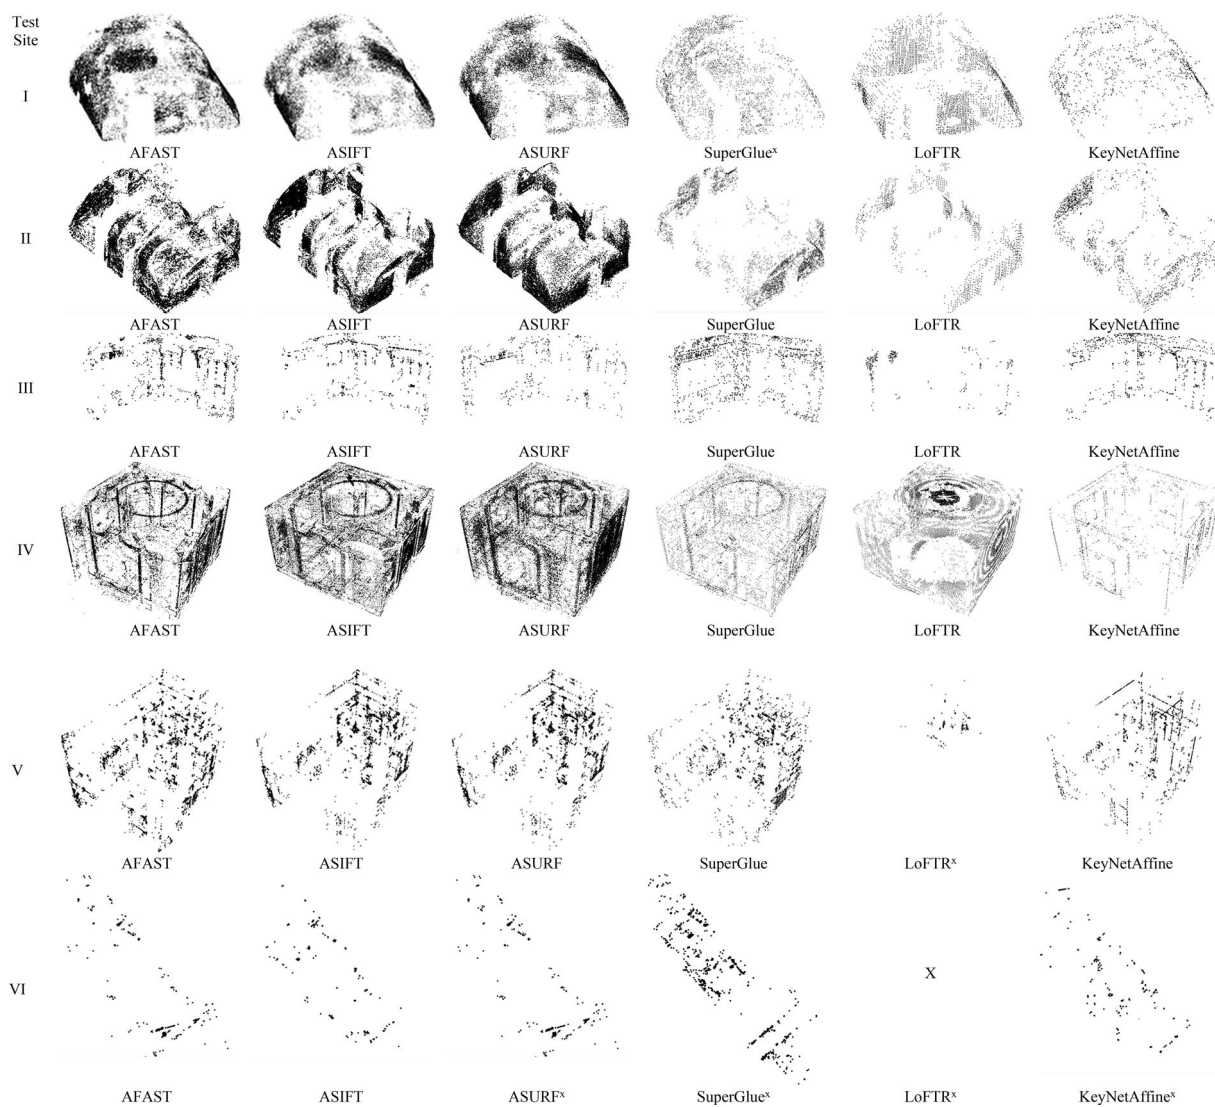 Test
Site
I
AFAST ASIFT ASURF SuperGlueˣ LoFTR KeyNetAffine
II
AFAST ASIFT ASURF SuperGlue LoFTR KeyNetAffine
III
AFAST ASIFT ASURF SuperGlue LoFTR KeyNetAffine
IV
AFAST ASIFT ASURF SuperGlue LoFTR KeyNetAffine
V
AFAST ASIFT ASURF SuperGlue LoFTRˣ KeyNetAffine
X
VI
AFAST ASIFT ASURFˣ SuperGlueˣ LoFTRˣ KeyNetAffineˣ